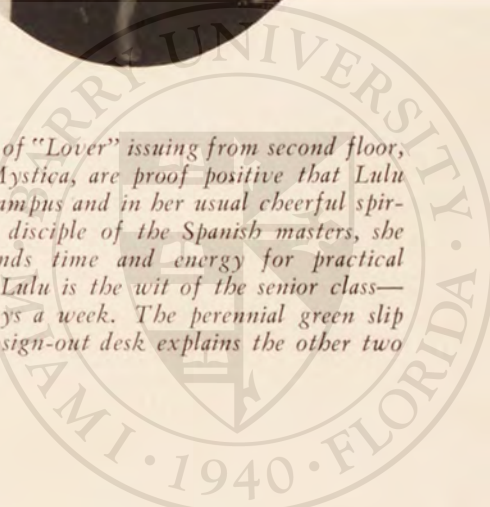 of "Lover" issuing from second floor,
Mystica, are proof positive that Lulu
ampus and in her usual cheerful spir-
disciple of the Spanish masters, she
nds time and energy for practical
Lulu is the wit of the senior class—
ys a week. The perennial green slip
sign-out desk explains the other two
BARRY UNIVERSITY
MIAMI • 1940 • FLORIDA